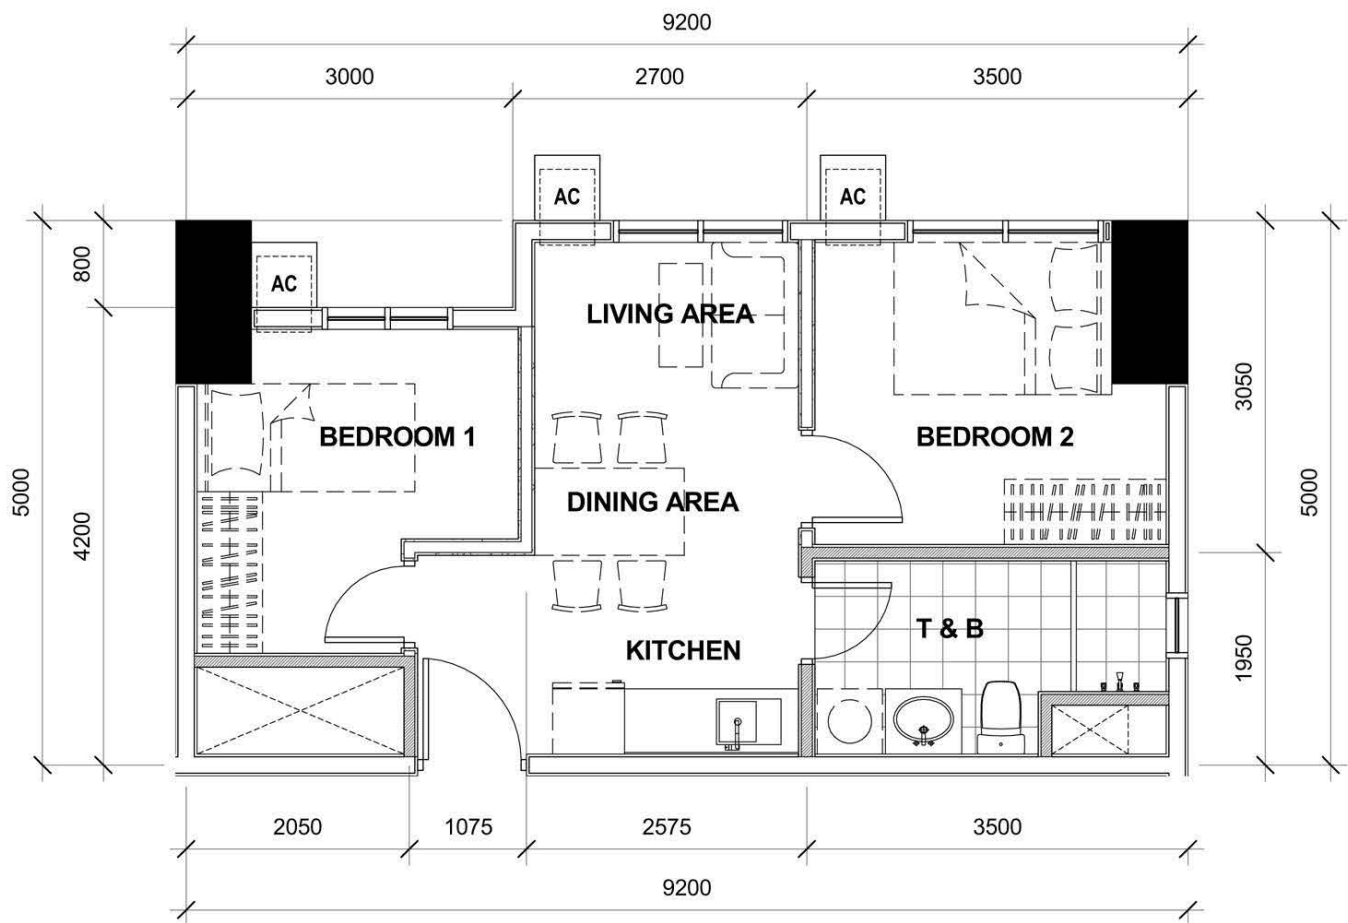 9200
3000
2700
3500
AC
AC
800
AC
LIVING AREA
3050
BEDROOM 1
BEDROOM 2
5000
4200
DINING AREA
5000
T & B
KITCHEN
1950
2050
1075
2575
3500
9200